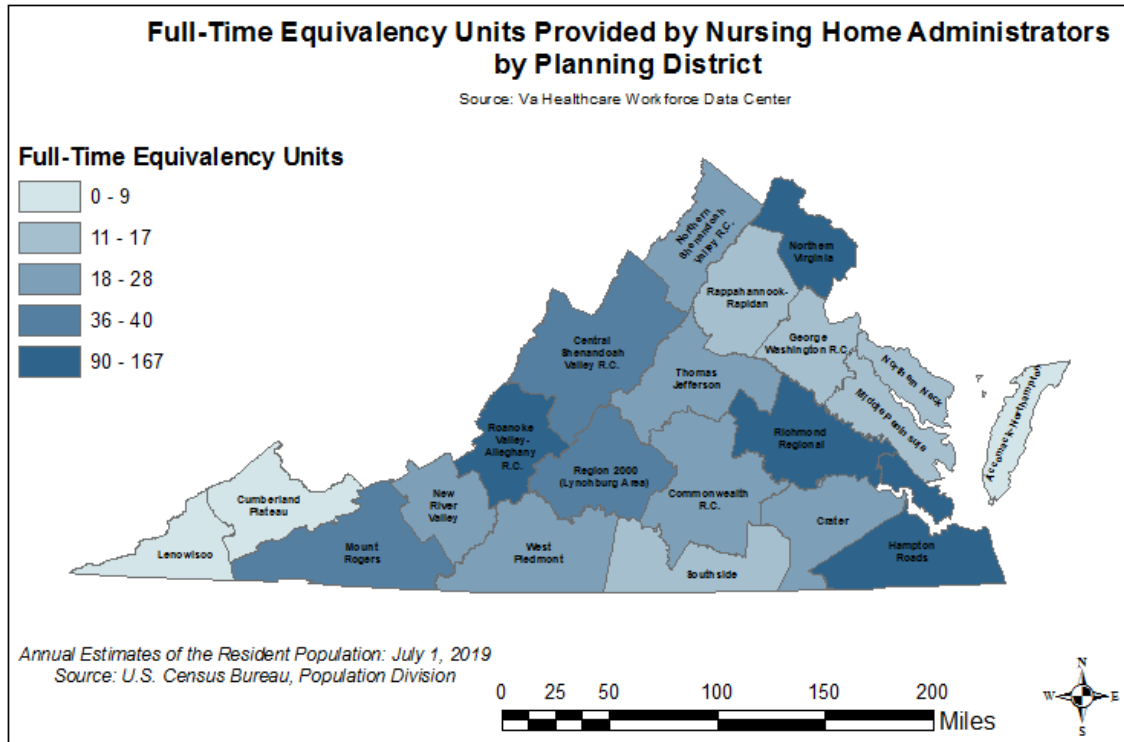 Full-Time Equivalency Units Provided by Nursing Home Administrators
by Planning District
Source: Va Healthcare Workforce Data Center
Full-Time Equivalency Units
0 - 9
11 - 17
18 - 28
36 - 40
90 - 167
Northern
Shenandoah
Valley R.C.
Northern
Virginia
Rappahannock-
Rapidan
George
Washington R.C.
Northern Neck
Middle Peninsula
Accomack-Northampton
Central
Shenandoah
Valley R.C.
Thomas
Jefferson
Richmond
Regional
Roanoke
Valley-
Alleghany
R.C.
Region 2000
(Lynchburg Area)
Commonwealth
R.C.
Crater
Hampton
Roads
Southside
West
Piedmont
New
River
Valley
Mount
Rogers
Cumberland
Plateau
Lenowisco
Annual Estimates of the Resident Population: July 1, 2019
Source: U.S. Census Bureau, Population Division
0 25 50 100 150 200
Miles
N
W E
S